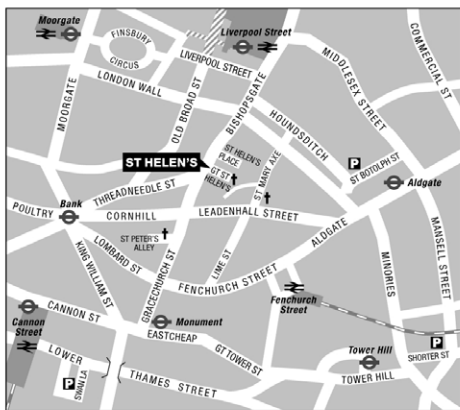 Moorgate
FINSBURY
CIRCUS
Liverpool Street
LIVERPOOL STREET
COMMERCIAL ST
MIDDLESEX STREET
LONDON WALL
MOORGATE
OLD BROAD ST
BISHOPSGATE
HOUNDSDITCH
ST HELEN'S
ST HELEN'S
PLACE
GT ST
HELEN'S
ST MARY AXE
P
ST BOTOLPH ST
Aldgate
THREADNEEDLE ST
POULTRY
Bank
CORNHILL
LEADENHALL STREET
ALDGATE
ST PETER'S
ALLEY
LOMBARD ST
KING WILLIAM ST
GRACECHURCH ST
LIME ST
FENCHURCH STREET
MINORIES
MANSELL STREET
Fenchurch
Street
CANNON ST
Cannon
Street
Monument
EASTCHEAP
GT TOWER ST
Tower Hill
TOWER HILL
P
SHORTER ST
LOWER
THAMES STREET
P
SWAN LA